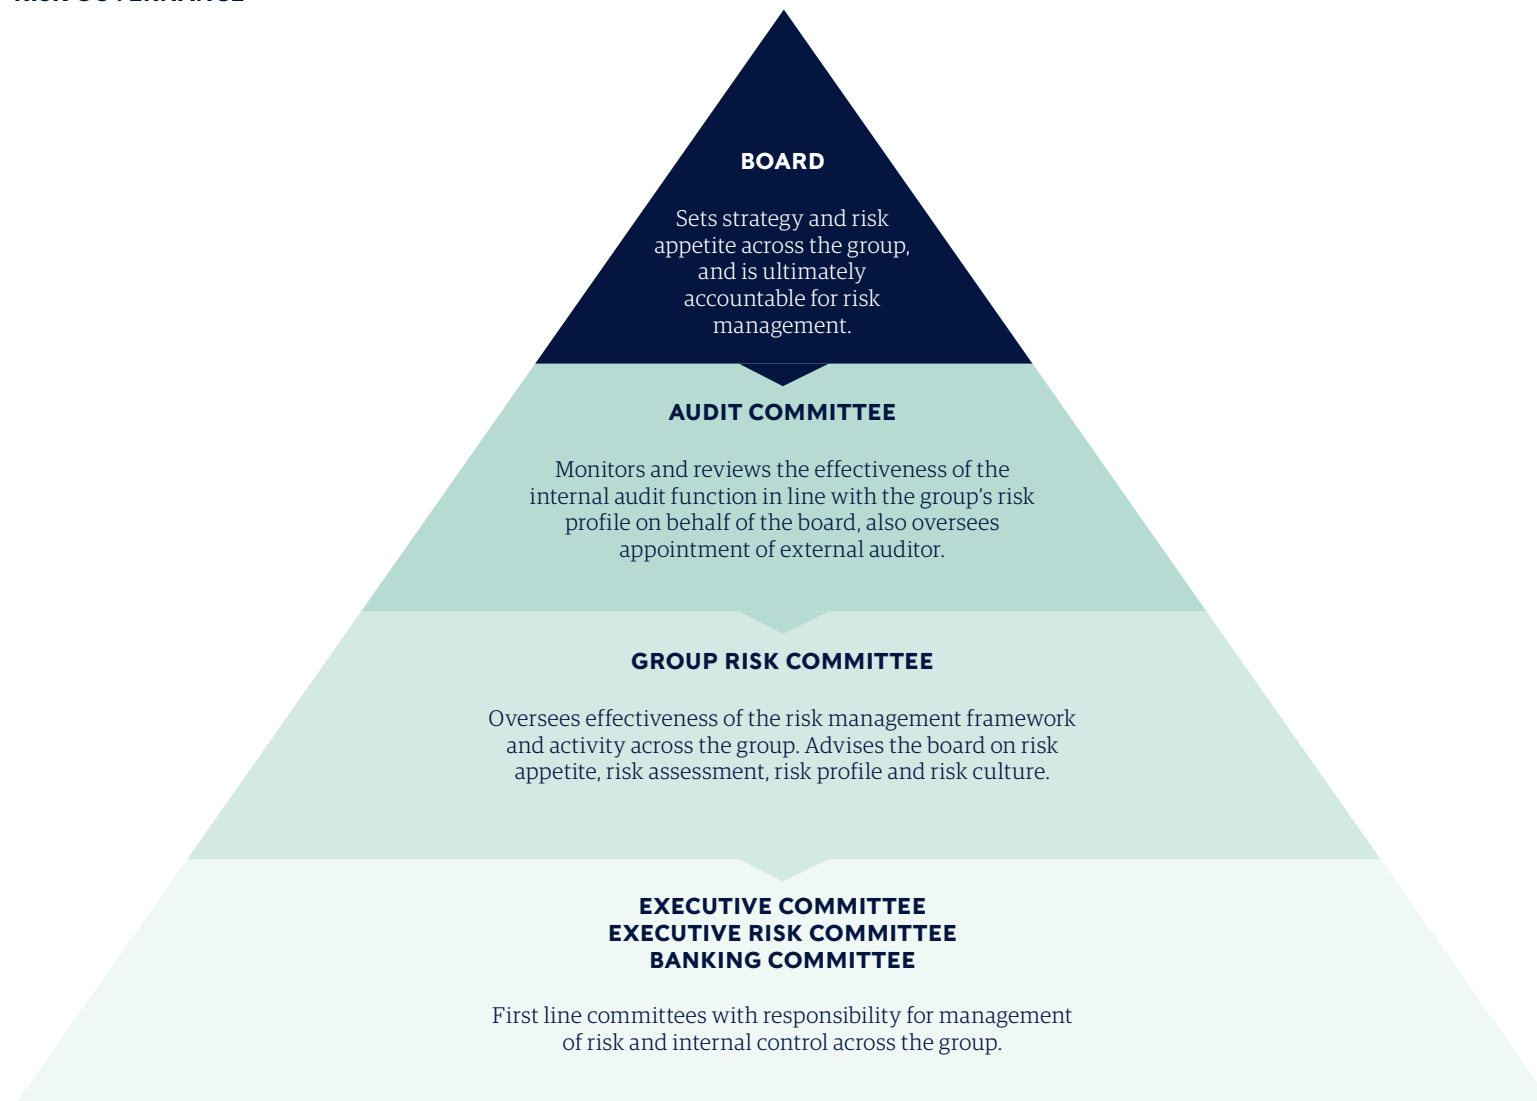 RISK GOVERNANCE
BOARD
Sets strategy and risk
appetite across the group,
and is ultimately
accountable for risk
management.
AUDIT COMMITTEE
Monitors and reviews the effectiveness of the
internal audit function in line with the group’s risk
profile on behalf of the board, also oversees
appointment of external auditor.
GROUP RISK COMMITTEE
Oversees effectiveness of the risk management framework
and activity across the group. Advises the board on risk
appetite, risk assessment, risk profile and risk culture.
EXECUTIVE COMMITTEE
EXECUTIVE RISK COMMITTEE
BANKING COMMITTEE
First line committees with responsibility for management
of risk and internal control across the group.